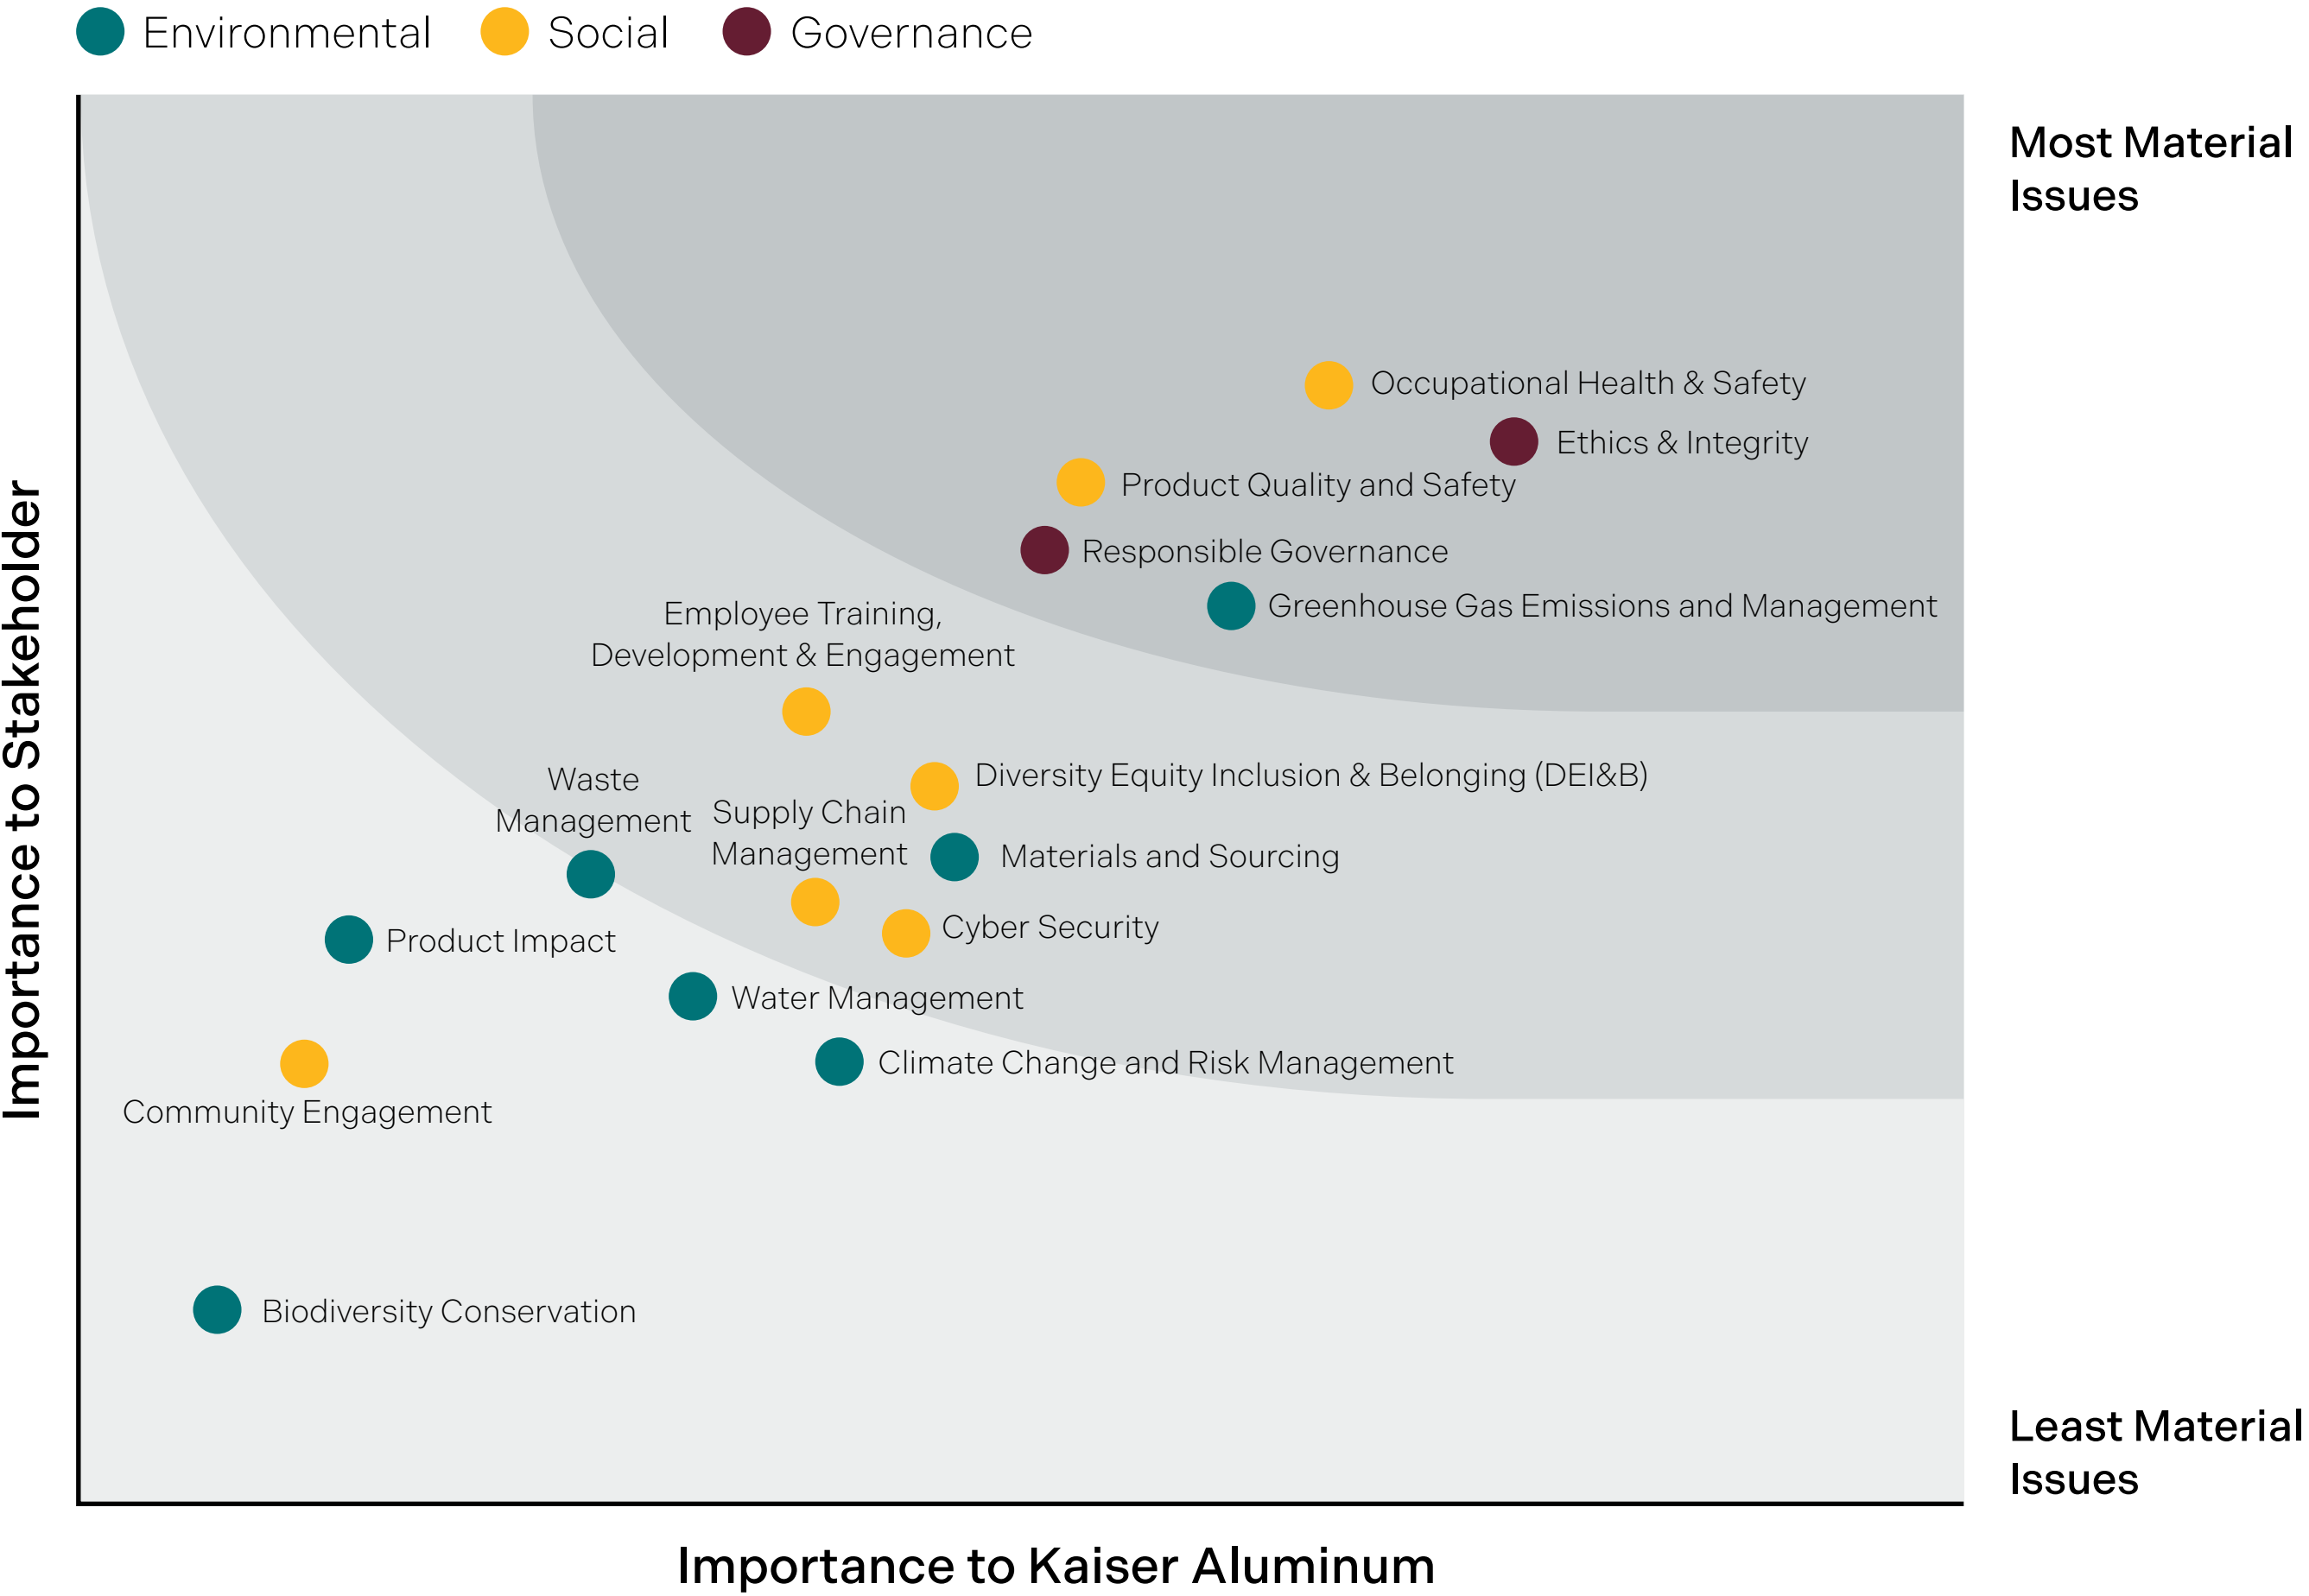 Environmental
Social
Governance
Most Material
Issues
Occupational Health & Safety
Ethics & Integrity
Product Quality and Safety
Responsible Governance
Greenhouse Gas Emissions and Management
Employee Training,
Development & Engagement
Diversity Equity Inclusion & Belonging (DEI&B)
Waste
Management
Supply Chain
Management
Materials and Sourcing
Cyber Security
Product Impact
Water Management
Climate Change and Risk Management
Community Engagement
Biodiversity Conservation
Least Material
Issues
Importance to Stakeholder
Importance to Kaiser Aluminum